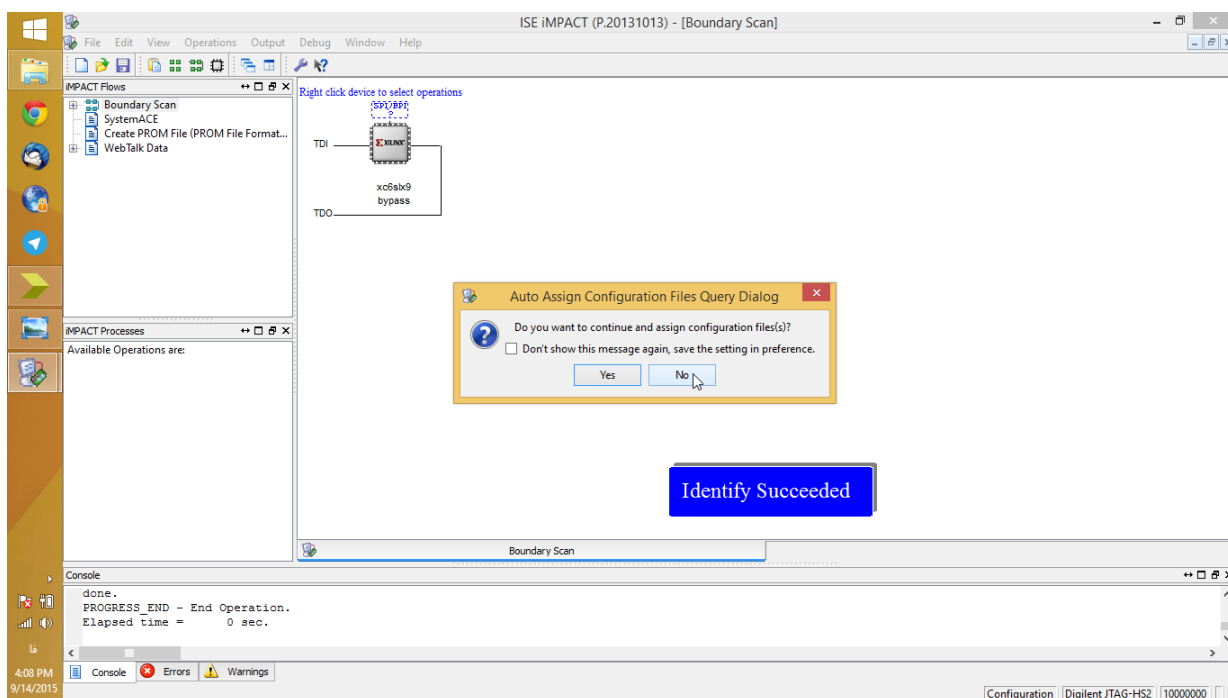 ISE iMPACT (P.20131013) - [Boundary Scan]
File Edit View Operations Output Debug Window Help
iMPACT Flows
Boundary Scan
SystemACE
Create PROM File (PROM File Format...
WebTalk Data
Right click device to select operations
SPI/BPI
?
TDI
XILINX
xc6slx9
bypass
TDO
Auto Assign Configuration Files Query Dialog
Do you want to continue and assign configuration files(s)?
Don't show this message again, save the setting in preference.
Yes No
iMPACT Processes
Available Operations are:
Identify Succeeded
Boundary Scan
Console
done.
PROGRESS_END - End Operation.
Elapsed time = 0 sec.
Console Errors Warnings
Configuration Digilent JTAG-HS2 10000000
فا
4:08 PM
9/14/2015